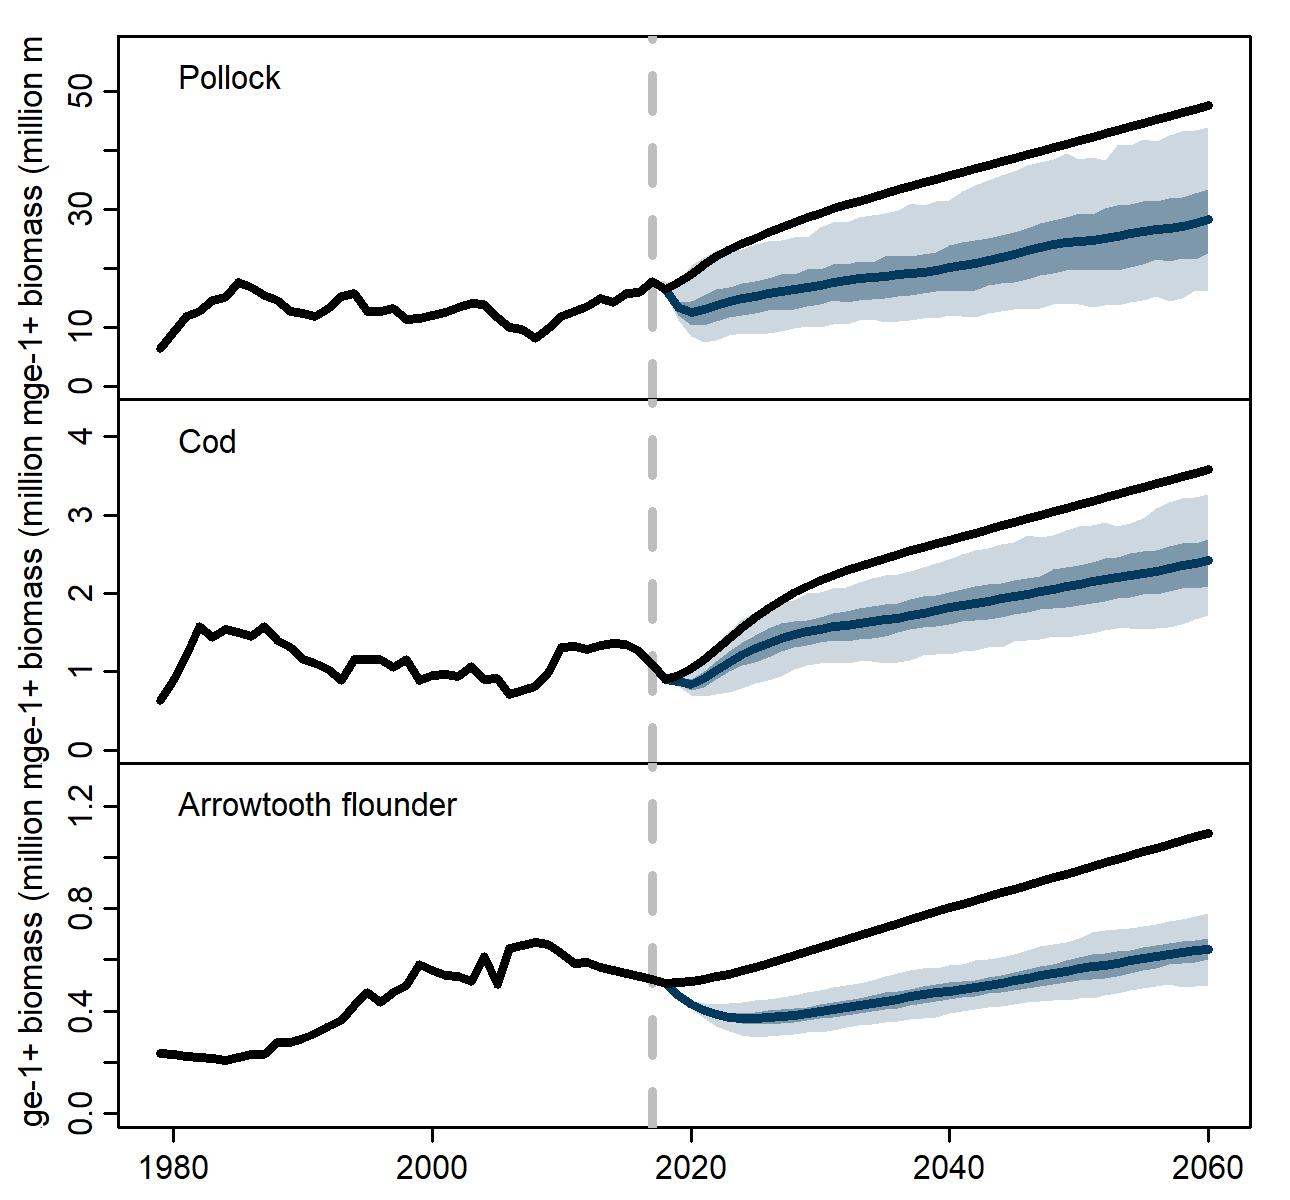 ge-1+ biomass (million mge-1+ biomass (million mge-1+ biomass (million m
Pollock
50
30
10
0
Cod
4
3
2
1
0
Arrowtooth flounder
1.2
0.8
0.4
0.0
1980 2000 2020 2040 2060